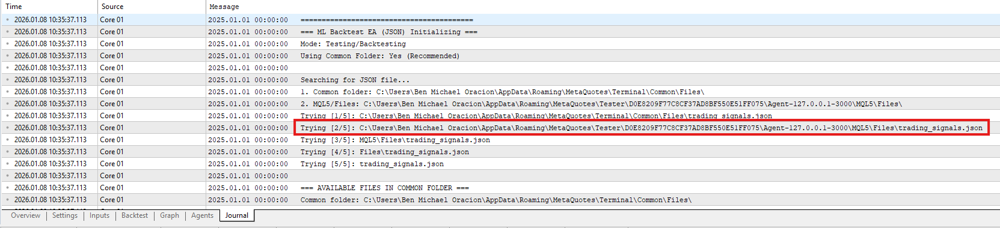 Time Source Message
2026.01.08 10:35:37.113 Core 01 2025.01.01 00:00:00 =========================================
2026.01.08 10:35:37.113 Core 01 2025.01.01 00:00:00 === ML Backtest EA (JSON) Initializing ===
2026.01.08 10:35:37.113 Core 01 2025.01.01 00:00:00 Mode: Testing/Backtesting
2026.01.08 10:35:37.113 Core 01 2025.01.01 00:00:00 Using Common Folder: Yes (Recommended)
2026.01.08 10:35:37.113 Core 01 2025.01.01 00:00:00
2026.01.08 10:35:37.113 Core 01 2025.01.01 00:00:00 Searching for JSON file...
2026.01.08 10:35:37.113 Core 01 2025.01.01 00:00:00 1. Common folder: C:\Users\Ben Michael Oracion\AppData\Roaming\MetaQuotes\Terminal\Common\Files\
2026.01.08 10:35:37.113 Core 01 2025.01.01 00:00:00 2. MQL5/Files: C:\Users\Ben Michael Oracion\AppData\Roaming\MetaQuotes\Tester\D0E8209F77C8CF37AD8BF550E51FF075\Agent-127.0.0.1-3000\MQL5\Files\
2026.01.08 10:35:37.113 Core 01 2025.01.01 00:00:00 Trying [1/5]: C:\Users\Ben Michael Oracion\AppData\Roaming\MetaQuotes\Terminal\Common\Files\trading_signals.json
2026.01.08 10:35:37.113 Core 01 2025.01.01 00:00:00 Trying [2/5]: C:\Users\Ben Michael Oracion\AppData\Roaming\MetaQuotes\Tester\D0E8209F77C8CF37AD8BF550E51FF075\Agent-127.0.0.1-3000\MQL5\Files\trading_signals.json
2026.01.08 10:35:37.113 Core 01 2025.01.01 00:00:00 Trying [3/5]: MQL5\Files\trading_signals.json
2026.01.08 10:35:37.113 Core 01 2025.01.01 00:00:00 Trying [4/5]: Files\trading_signals.json
2026.01.08 10:35:37.113 Core 01 2025.01.01 00:00:00 Trying [5/5]: trading_signals.json
2026.01.08 10:35:37.113 Core 01 2025.01.01 00:00:00
2026.01.08 10:35:37.113 Core 01 2025.01.01 00:00:00 === AVAILABLE FILES IN COMMON FOLDER ===
2026.01.08 10:35:37.113 Core 01 2025.01.01 00:00:00 Common folder: C:\Users\Ben Michael Oracion\AppData\Roaming\MetaQuotes\Terminal\Common\Files\
Overview Settings Inputs Backtest Graph Agents Journal